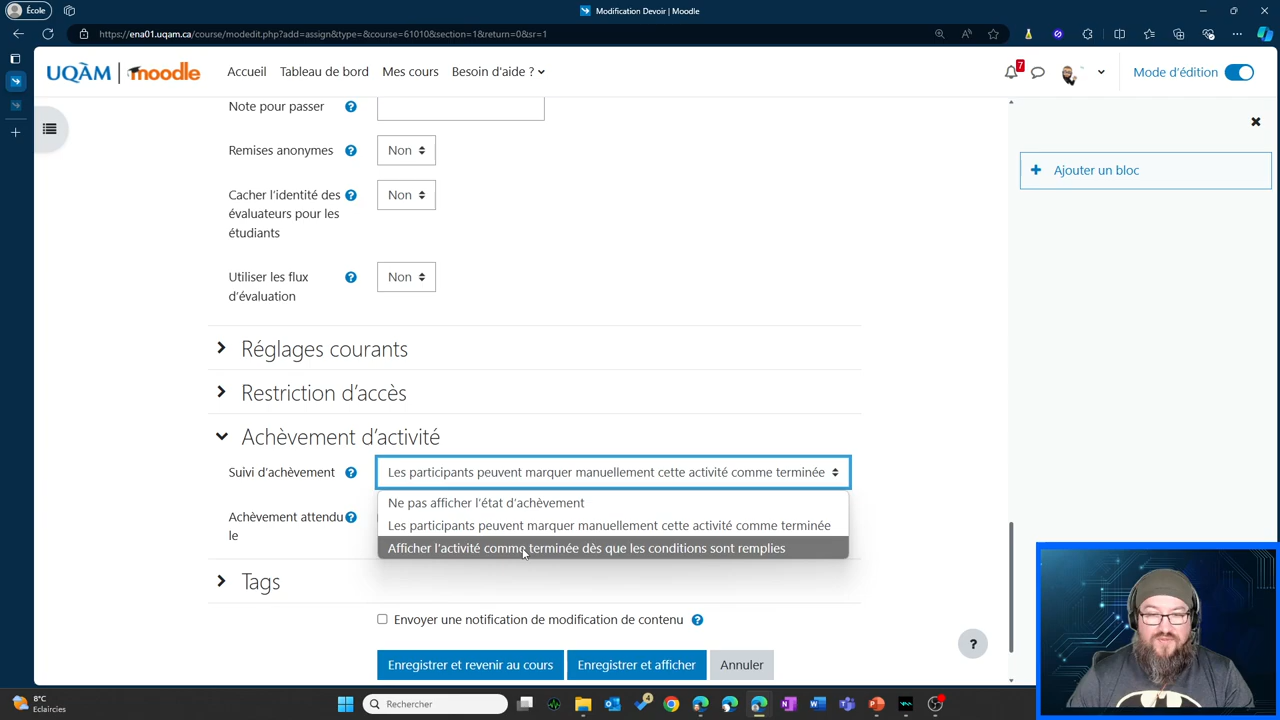 École
Modification Devoir | Moodle
https://ena01.uqam.ca/course/modedit.php?add=assign&type=&course=61010&section=1&return=0&sr=1
UQÀM | moodle
Accueil
Tableau de bord
Mes cours
Besoin d'aide ?
7
Mode d'édition
Note pour passer
Ajouter un bloc
Remises anonymes
Non
Cacher l'identité des
évaluateurs pour les
étudiants
Non
Utiliser les flux
d'évaluation
Non
Réglages courants
Restriction d'accès
Achèvement d'activité
Suivi d'achèvement
Les participants peuvent marquer manuellement cette activité comme terminée
Ne pas afficher l'état d'achèvement
Les participants peuvent marquer manuellement cette activité comme terminée
Afficher l'activité comme terminée dès que les conditions sont remplies
Achèvement attendu
le
Tags
Envoyer une notification de modification de contenu
Enregistrer et revenir au cours
Enregistrer et afficher
Annuler
?
8°C
Eclaircies
Rechercher
4